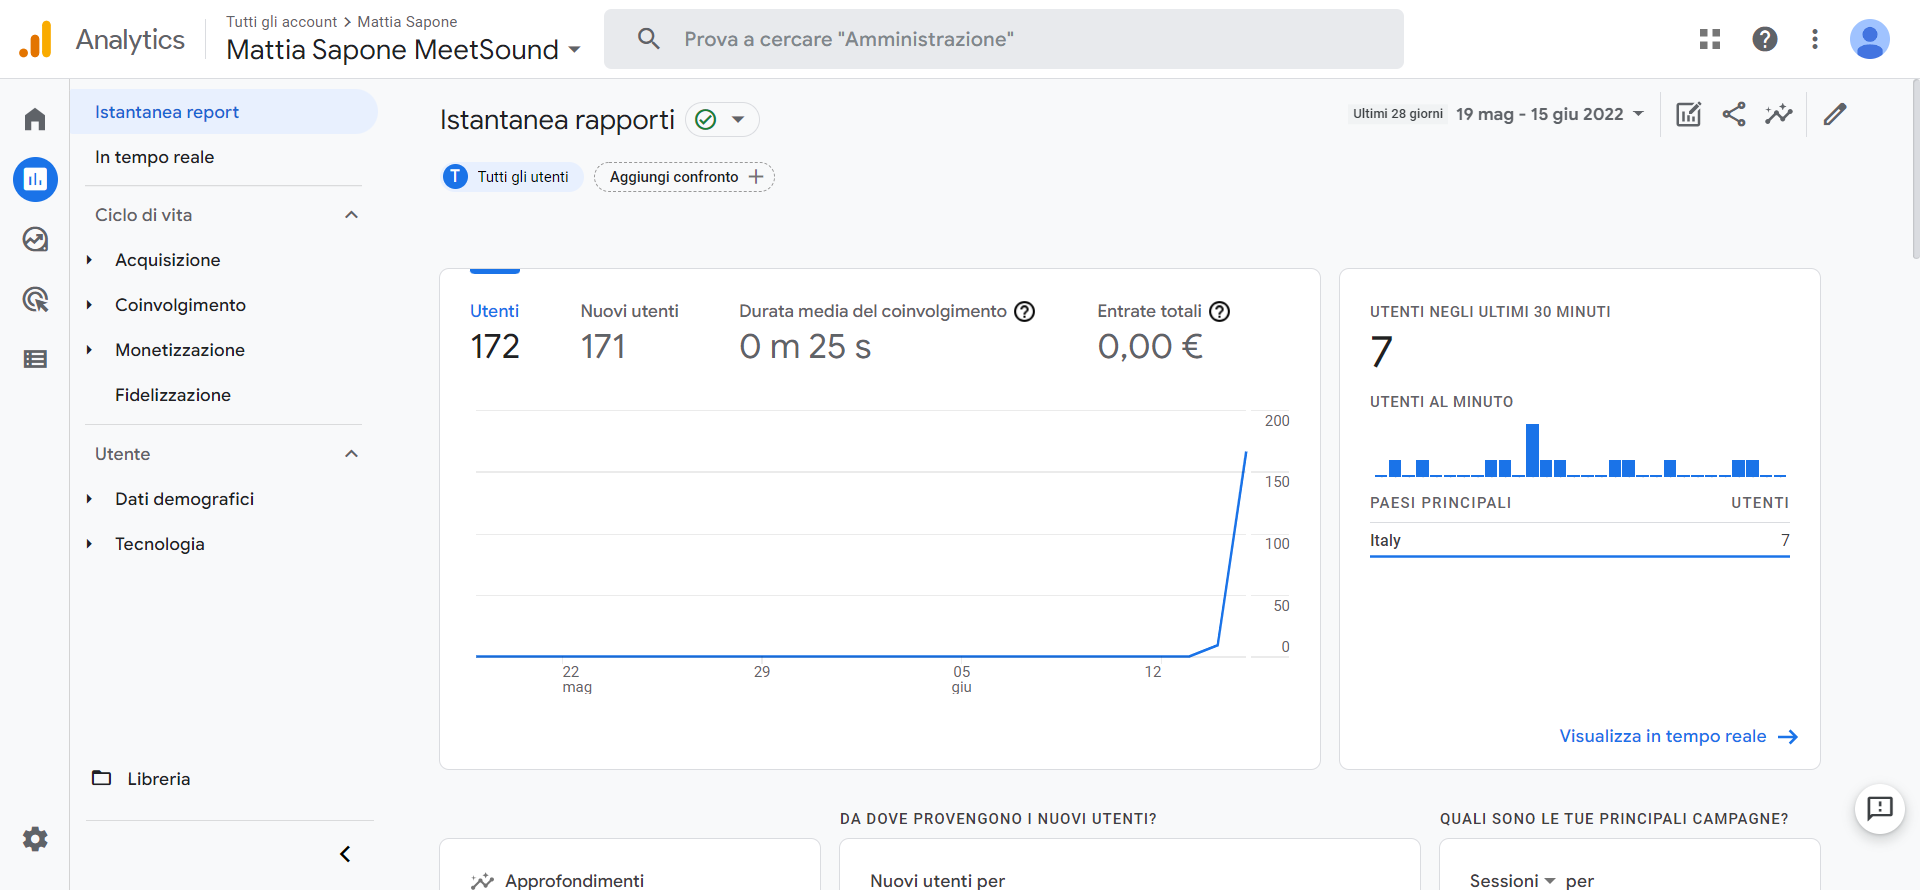 Analytics
Tutti gli account > Mattia Sapone
Mattia Sapone MeetSound
Prova a cercare "Amministrazione"
Istantanea report
In tempo reale
Ciclo di vita
Acquisizione
Coinvolgimento
Monetizzazione
Fidelizzazione
Utente
Dati demografici
Tecnologia
Libreria
Istantanea rapporti
Ultimi 28 giorni 19 mag - 15 giu 2022
T Tutti gli utenti
Aggiungi confronto
Utenti
172
Nuovi utenti
171
Durata media del coinvolgimento
0 m 25 s
Entrate totali
0,00 €
200
150
100
50
0
22 mag
29
05 giu
12
UTENTI NEGLI ULTIMI 30 MINUTI
7
UTENTI AL MINUTO
PAESI PRINCIPALI UTENTI
Italy 7
Visualizza in tempo reale
Approfondimenti
DA DOVE PROVENGONO I NUOVI UTENTI?
Nuovi utenti per
QUALI SONO LE TUE PRINCIPALI CAMPAGNE?
Sessioni per